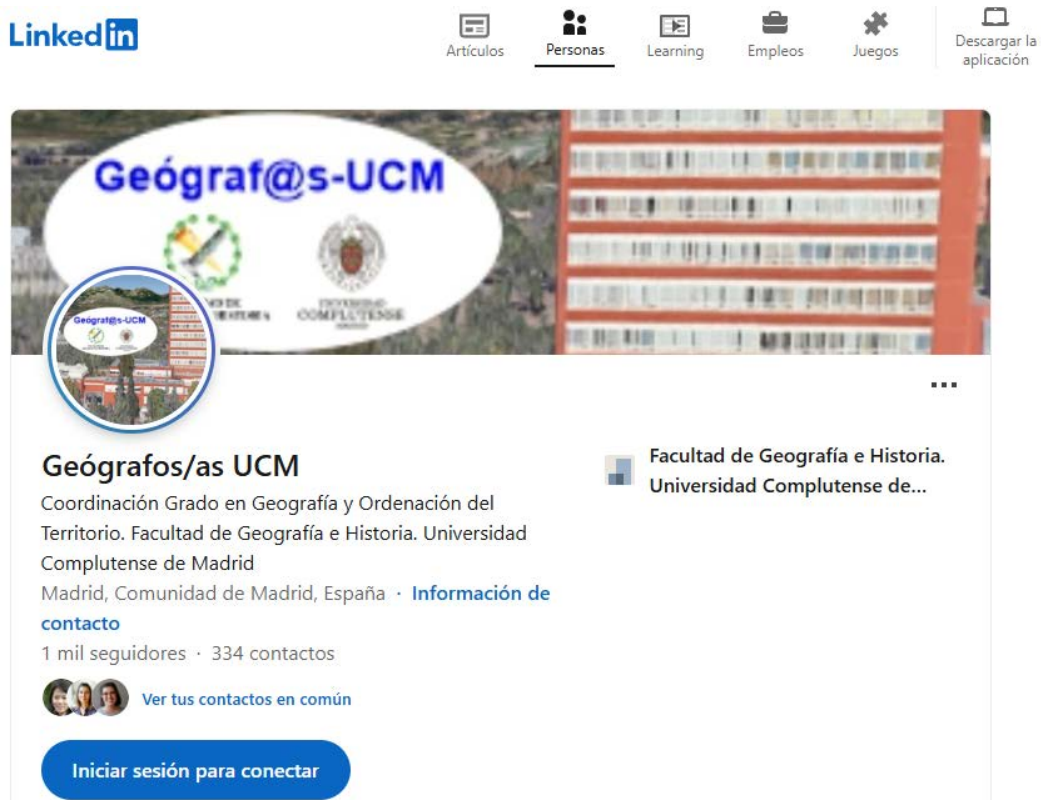 Linkedin
Artículos
Personas
Learning
Empleos
Juegos
Descargar la
aplicación
Geógraf@s-UCM
COMPLUTENSE
Geógraf@s-UCM
Geógrafos/as UCM
Coordinación Grado en Geografía y Ordenación del
Territorio. Facultad de Geografía e Historia. Universidad
Complutense de Madrid
Madrid, Comunidad de Madrid, España · Información de
contacto
1 mil seguidores · 334 contactos
Ver tus contactos en común
Iniciar sesión para conectar
Facultad de Geografía e Historia.
Universidad Complutense de...